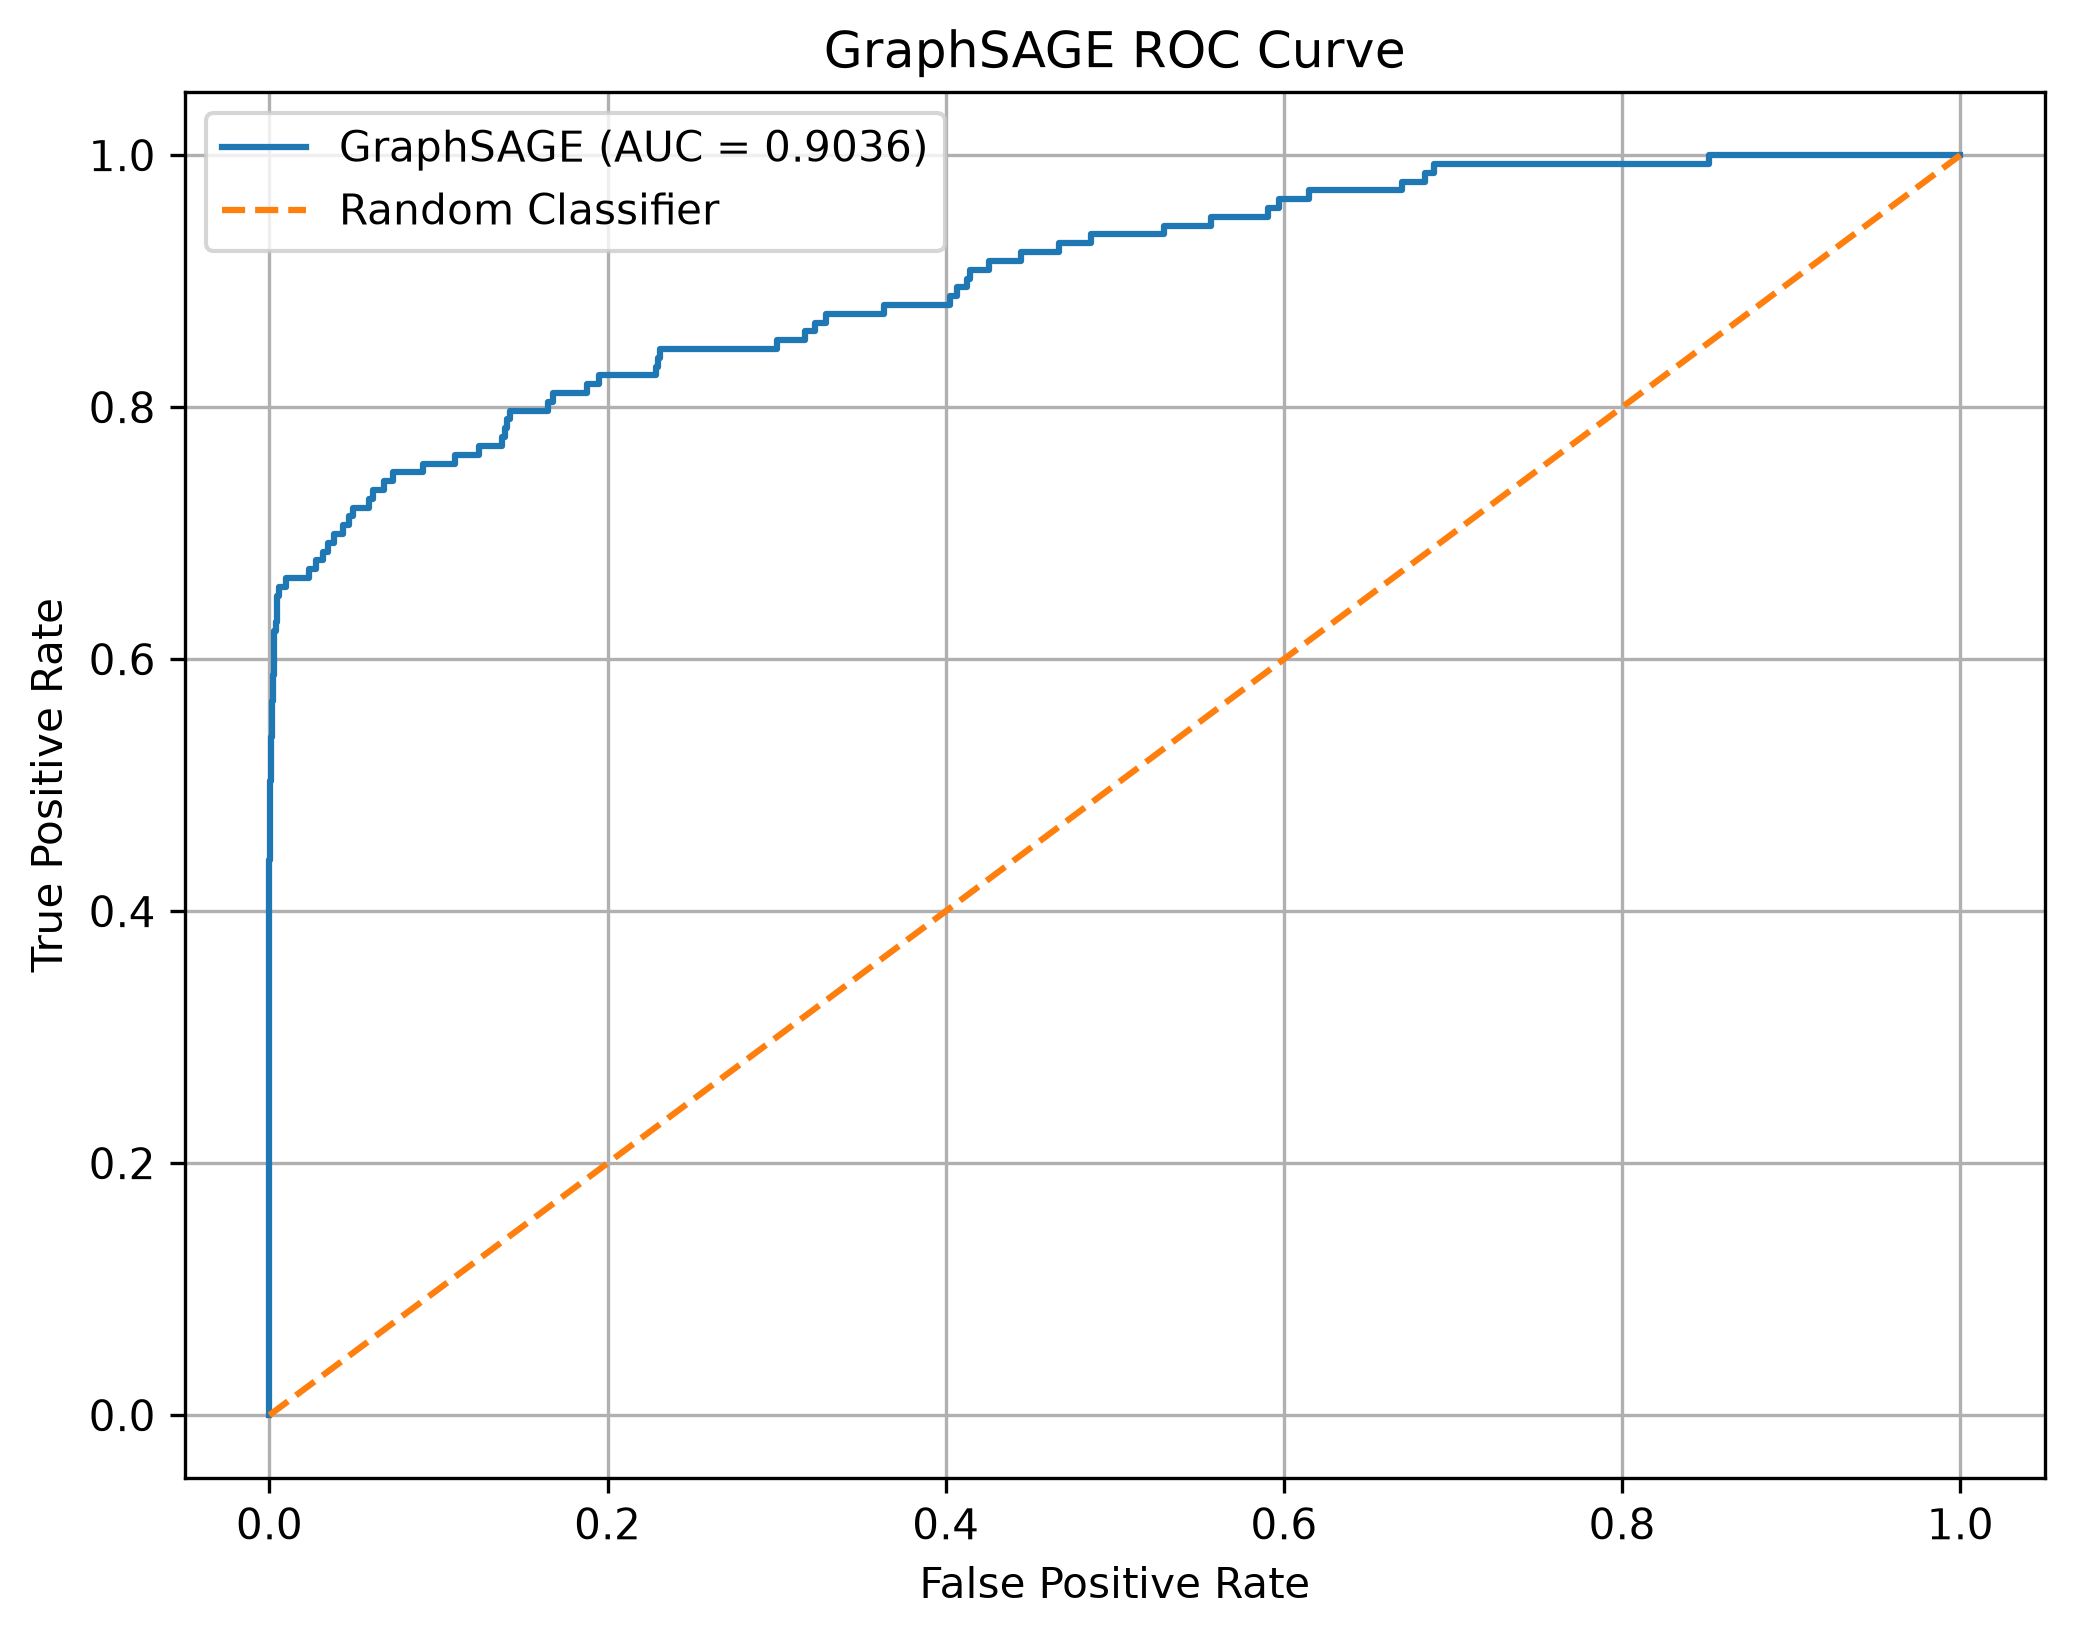 GraphSAGE ROC Curve
GraphSAGE (AUC = 0.9036)
Random Classifier
True Positive Rate
1.0
0.8
0.6
0.4
0.2
0.0
0.0 0.2 0.4 0.6 0.8 1.0
False Positive Rate